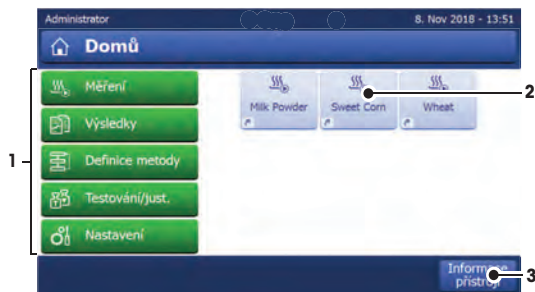 Administrator
8. Nov 2018 - 13:51
Domů
Měření
Milk Powder
Sweet Corn
Wheat
2
Výsledky
1
Definice metody
Testování/just.
Nastavení
přístroji
3